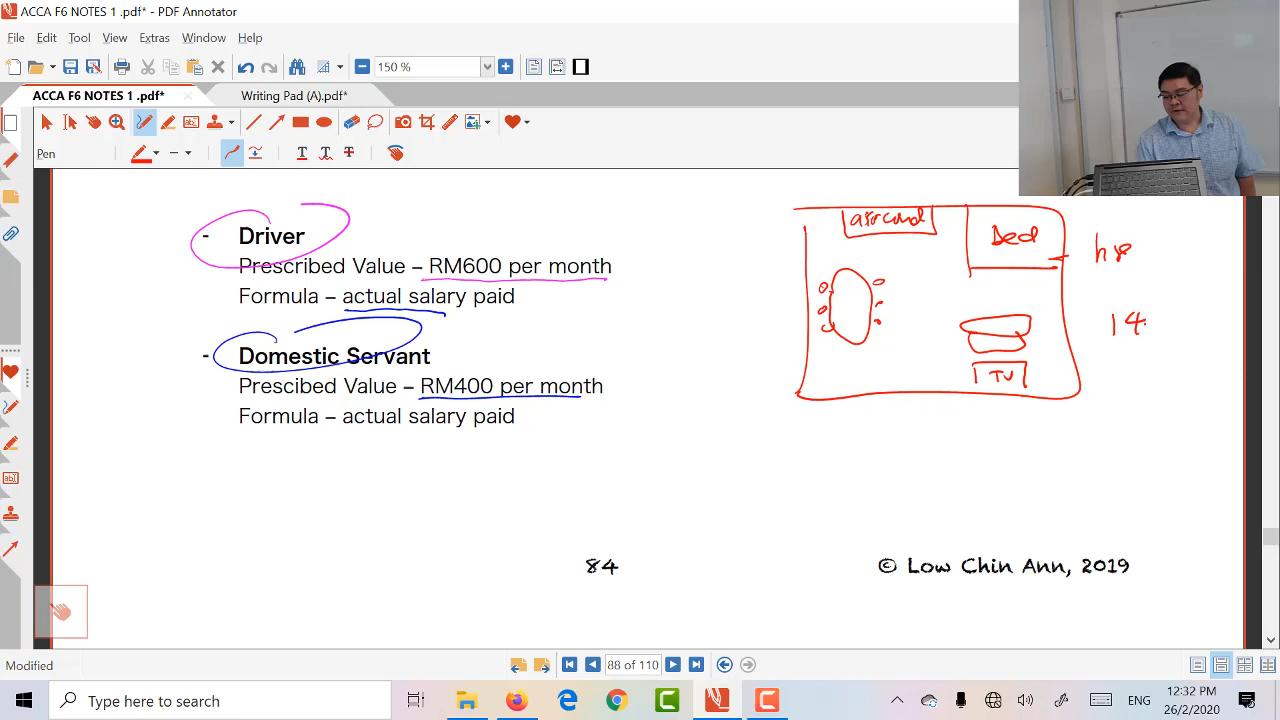 ACCA F6 NOTES 1 .pdf* - PDF Annotator
File Edit Tool View Extras Window Help
150 %
ACCA F6 NOTES 1 .pdf*
Writing Pad (A).pdf*
Pen
- Driver
Prescribed Value – RM600 per month
Formula – actual salary paid
- Domestic Servant
Prescibed Value – RM400 per month
Formula – actual salary paid
aircond
Bed
TV
14
84
© Low Chin Ann, 2019
Modified
88 of 110
Type here to search
ENG
12:32 PM
26/2/2020